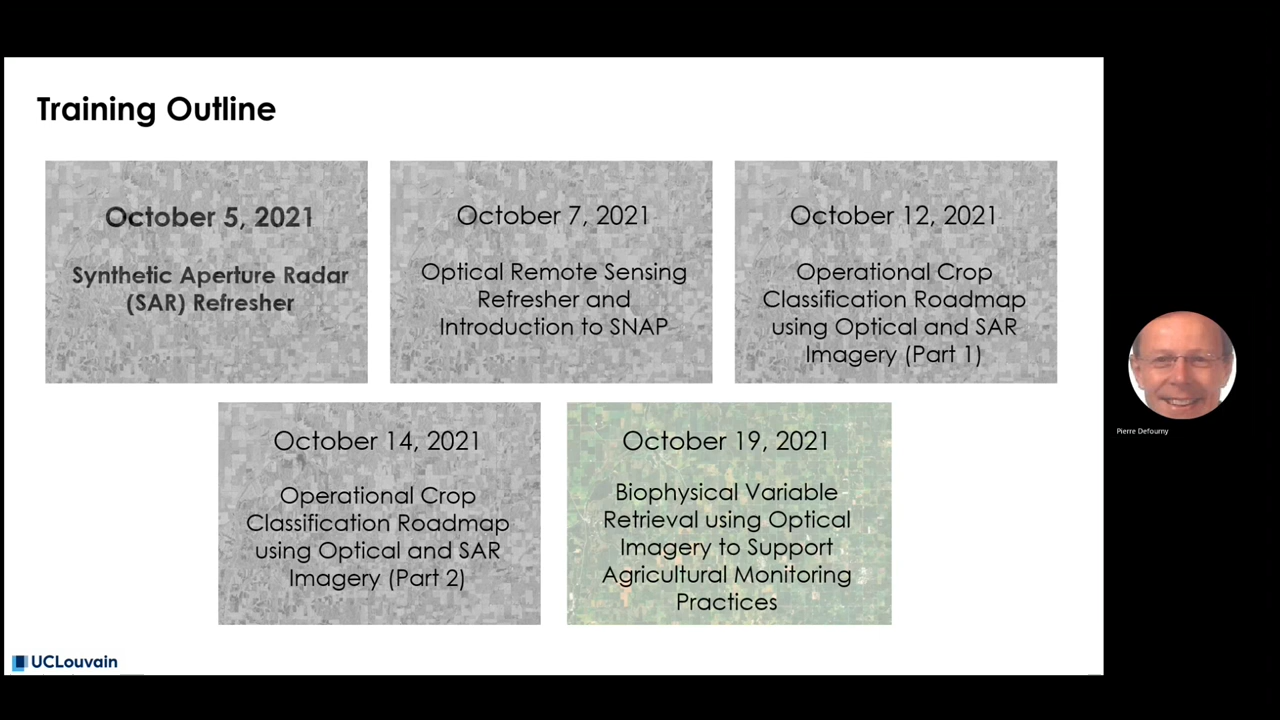 Training Outline
October 5, 2021
Synthetic Aperture Radar
(SAR) Refresher
October 7, 2021
Optical Remote Sensing
Refresher and
Introduction to SNAP
October 12, 2021
Operational Crop
Classification Roadmap
using Optical and SAR
Imagery (Part 1)
October 14, 2021
Operational Crop
Classification Roadmap
using Optical and SAR
Imagery (Part 2)
October 19, 2021
Biophysical Variable
Retrieval using Optical
Imagery to Support
Agricultural Monitoring
Practices
Pierre Defourny
UCLouvain